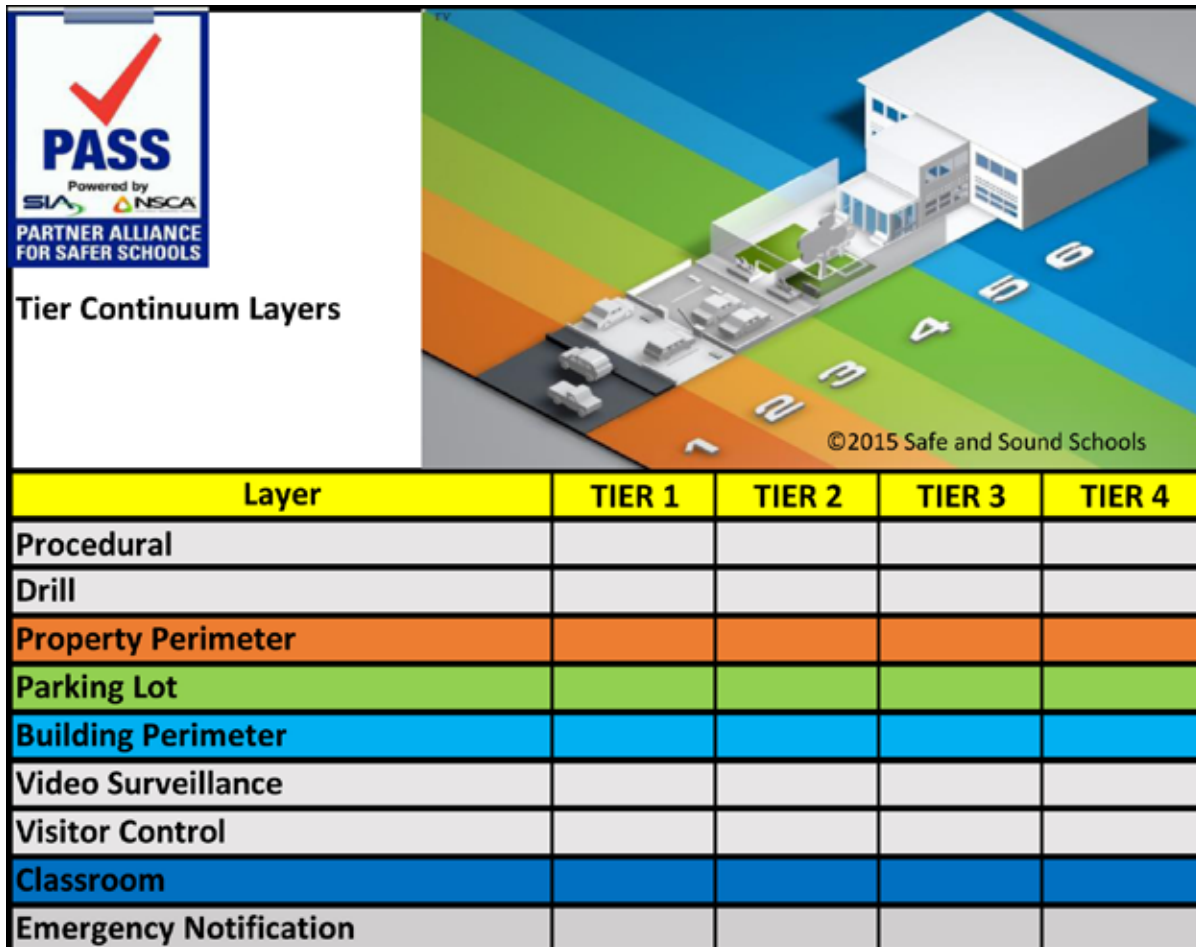 PASS
Powered by
SIA NSCA
PARTNER ALLIANCE
FOR SAFER SCHOOLS
Tier Continuum Layers
1
2
3
4
5
6
©2015 Safe and Sound Schools
Layer TIER 1 TIER 2 TIER 3 TIER 4
Procedural
Drill
Property Perimeter
Parking Lot
Building Perimeter
Video Surveillance
Visitor Control
Classroom
Emergency Notification